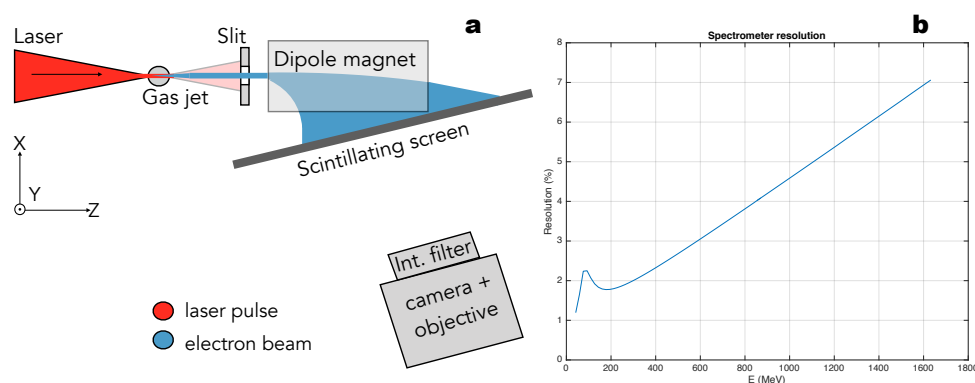 a
Laser
Slit
Dipole magnet
Gas jet
Scintillating screen
X
Y
Z
Int. filter
camera +
objective
laser pulse
electron beam
b
Spectrometer resolution
Resolution (%)
8
7
6
5
4
3
2
1
0
0 200 400 600 800 1000 1200 1400 1600 1800
E (MeV)